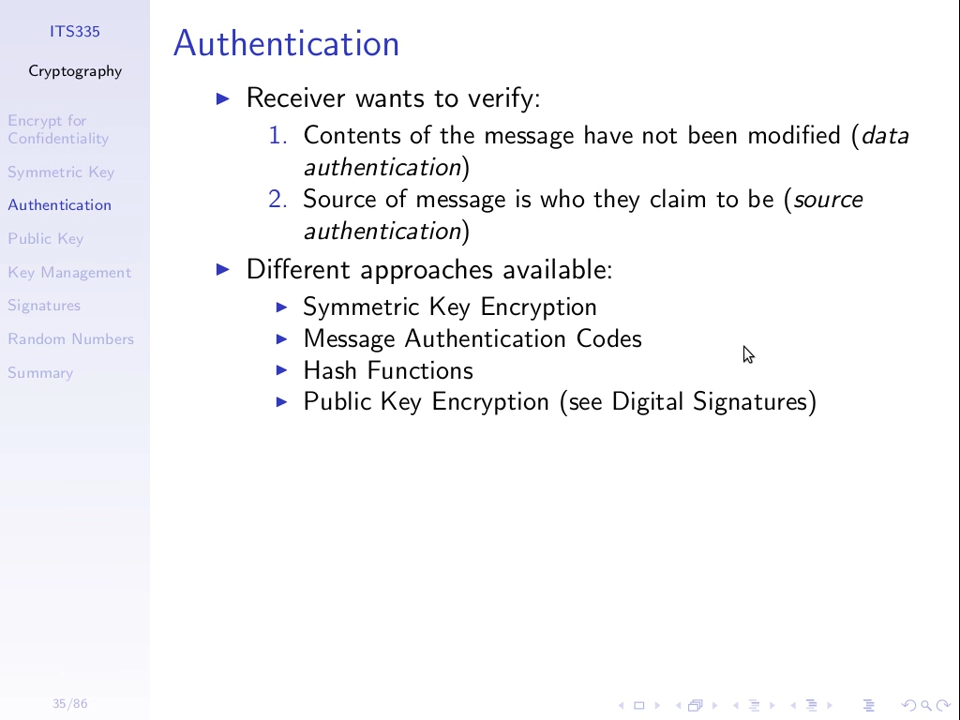 ITS335
Cryptography
Encrypt for
Confidentiality
Symmetric Key
Authentication
Public Key
Key Management
Signatures
Random Numbers
Summary
35/86
Authentication
Receiver wants to verify:
1. Contents of the message have not been modified (data
authentication)
2. Source of message is who they claim to be (source
authentication)
Different approaches available:
Symmetric Key Encryption
Message Authentication Codes
Hash Functions
Public Key Encryption (see Digital Signatures)